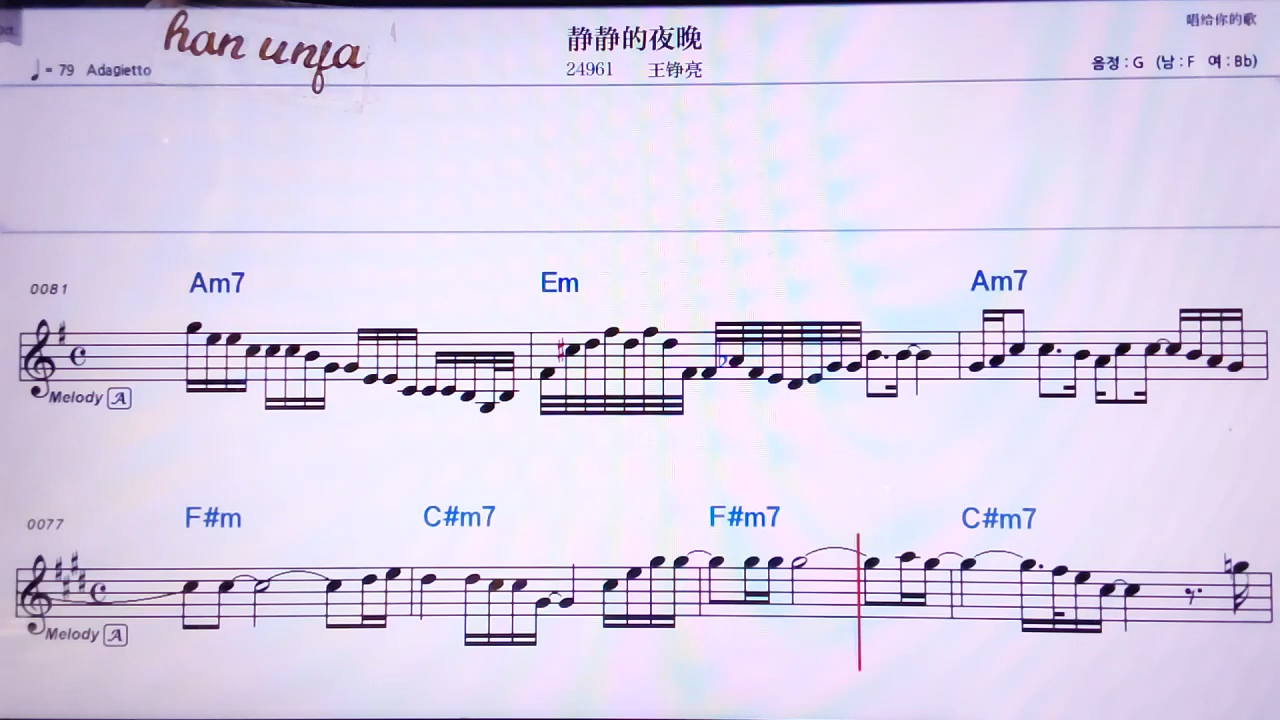 han unfa
静静的夜晚
唱给你的歌
= 79 Adagietto
24961 王铮亮
음정 : G (남 : F 여 : Bb)
0081 Am7 Em Am7
Melody A
0077 F#m C#m7 F#m7 C#m7
Melody A